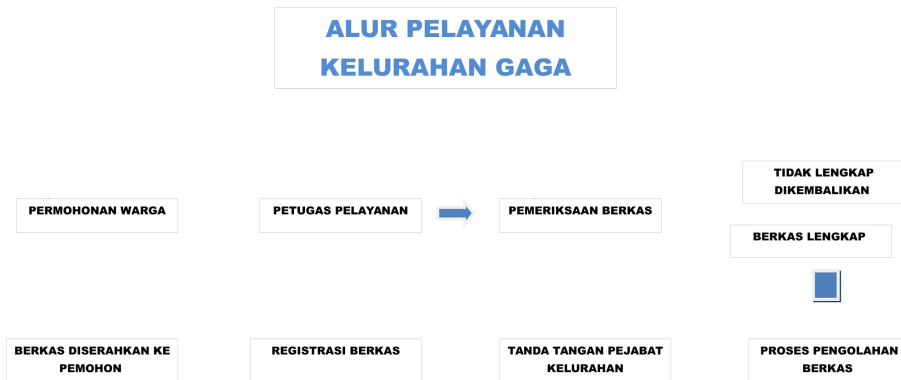 ALUR PELAYANAN
KELURAHAN GAGA
TIDAK LENGKAP
DIKEMBALIKAN
PERMOHONAN WARGA
PETUGAS PELAYANAN
PEMERIKSAAN BERKAS
BERKAS LENGKAP
BERKAS DISERAHKAN KE
PEMOHON
REGISTRASI BERKAS
TANDA TANGAN PEJABAT
KELURAHAN
PROSES PENGOLAHAN
BERKAS